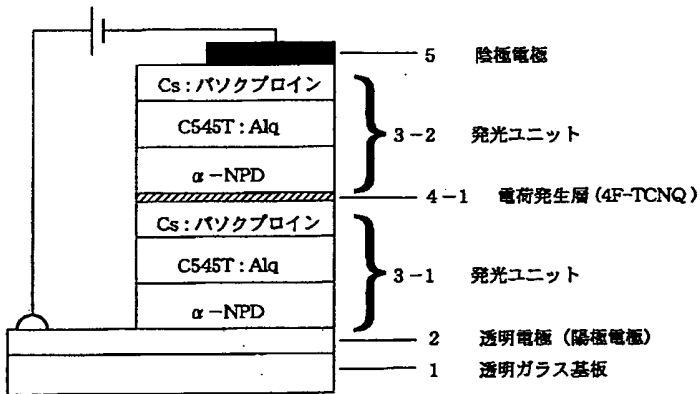 5 陰極電極
Cs:バソクプロイン
C545T:Alq
3-2 発光ユニット
α-NPD
4-1 電荷発生層(4F-TCNQ)
Cs:バソクプロイン
C545T:Alq
3-1 発光ユニット
α-NPD
2 透明電極(陽極電極)
1 透明ガラス基板